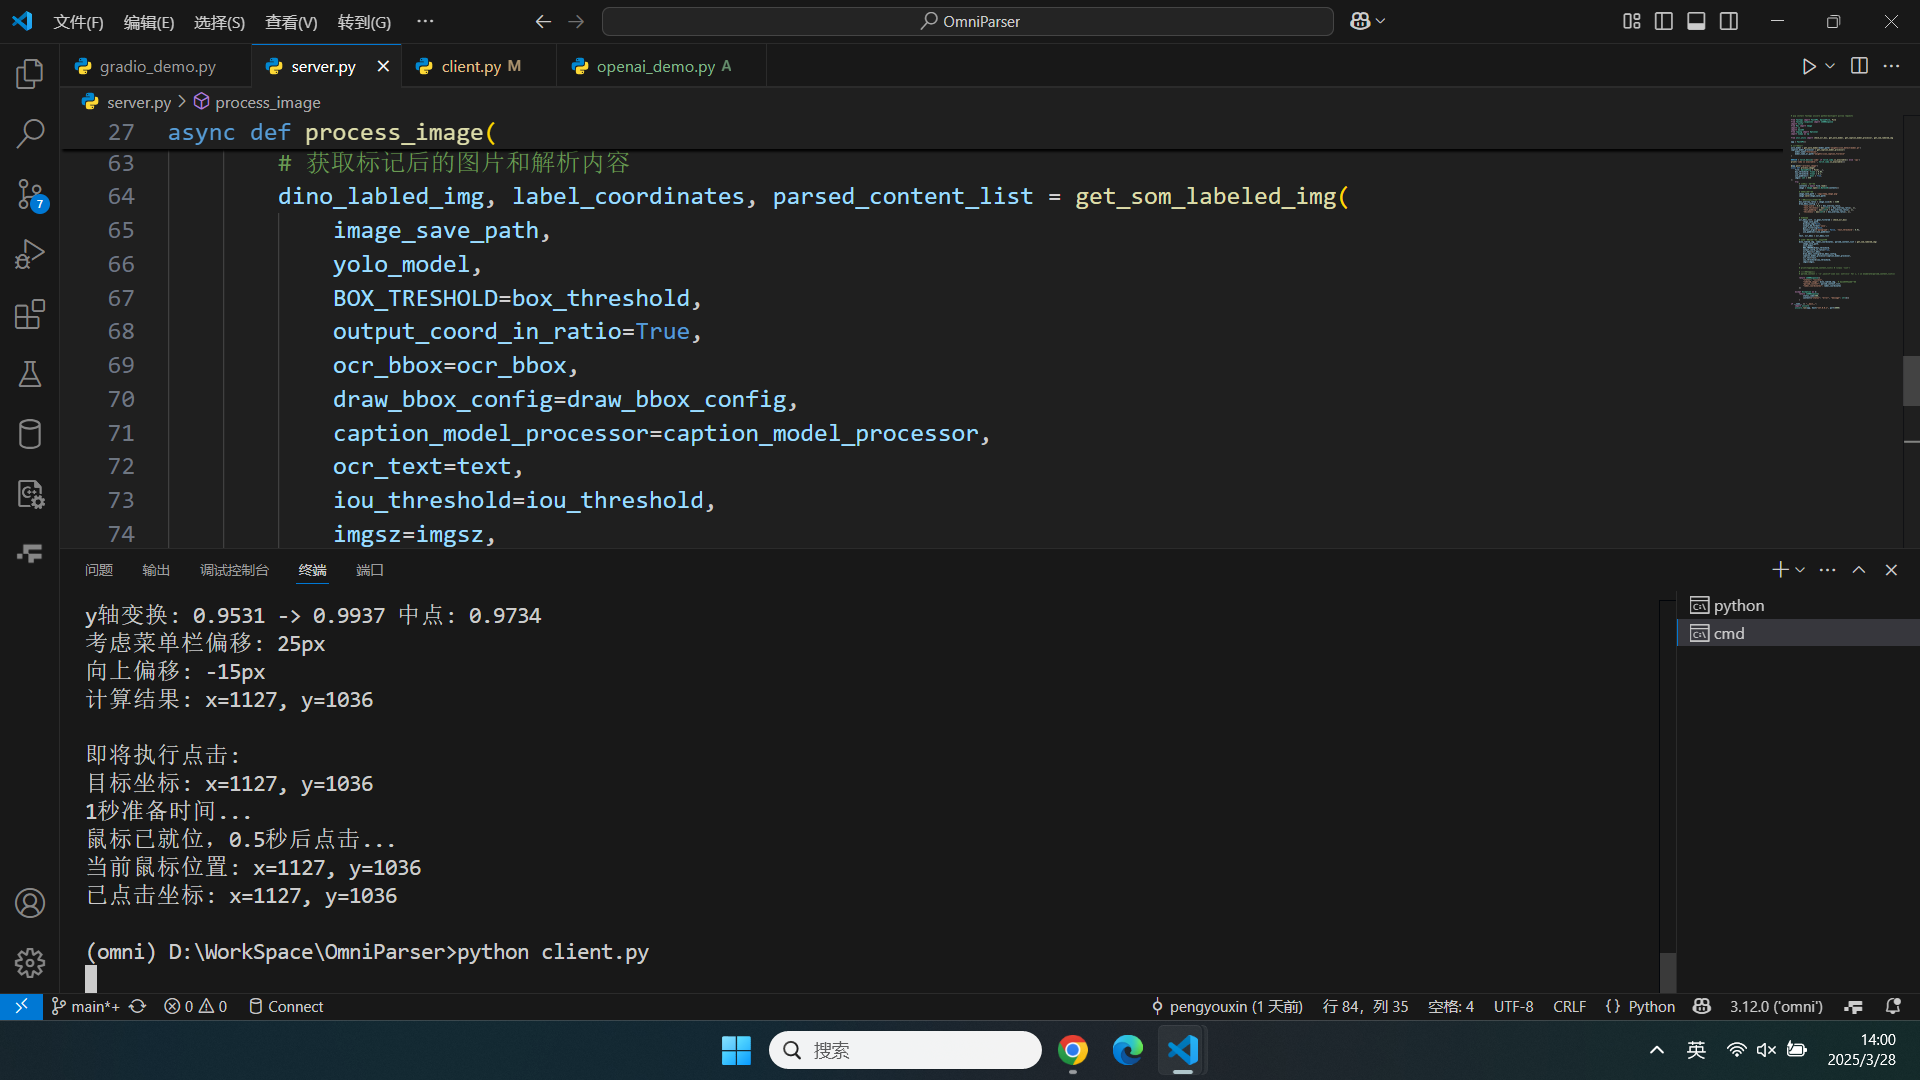 文件(F) 编辑(E) 选择(S) 查看(V) 转到(G) ··· OmniParser
gradio_demo.py server.py client.py M openai_demo.py A
server.py > process_image
27 async def process_image(
63 # 获取标记后的图片和解析内容
64 dino_labled_img, label_coordinates, parsed_content_list = get_som_labeled_img(
65 image_save_path,
66 yolo_model,
67 BOX_TRESHOLD=box_threshold,
68 output_coord_in_ratio=True,
69 ocr_bbox=ocr_bbox,
70 draw_bbox_config=draw_bbox_config,
71 caption_model_processor=caption_model_processor,
72 ocr_text=text,
73 iou_threshold=iou_threshold,
74 imgsz=imgsz,
7
问题 输出 调试控制台 终端 端口
python
cmd
y轴变换: 0.9531 -> 0.9937 中点: 0.9734
考虑菜单栏偏移: 25px
向上偏移: -15px
计算结果: x=1127, y=1036
即将执行点击:
目标坐标: x=1127, y=1036
1秒准备时间...
鼠标已就位，0.5秒后点击...
当前鼠标位置: x=1127, y=1036
已点击坐标: x=1127, y=1036
(omni) D:\WorkSpace\OmniParser>python client.py
main*+ 0 0 Connect pengyouxin (1 天前) 行 84，列 35 空格: 4 UTF-8 CRLF {} Python 3.12.0 ('omni')
搜索 英 14:00
2025/3/28